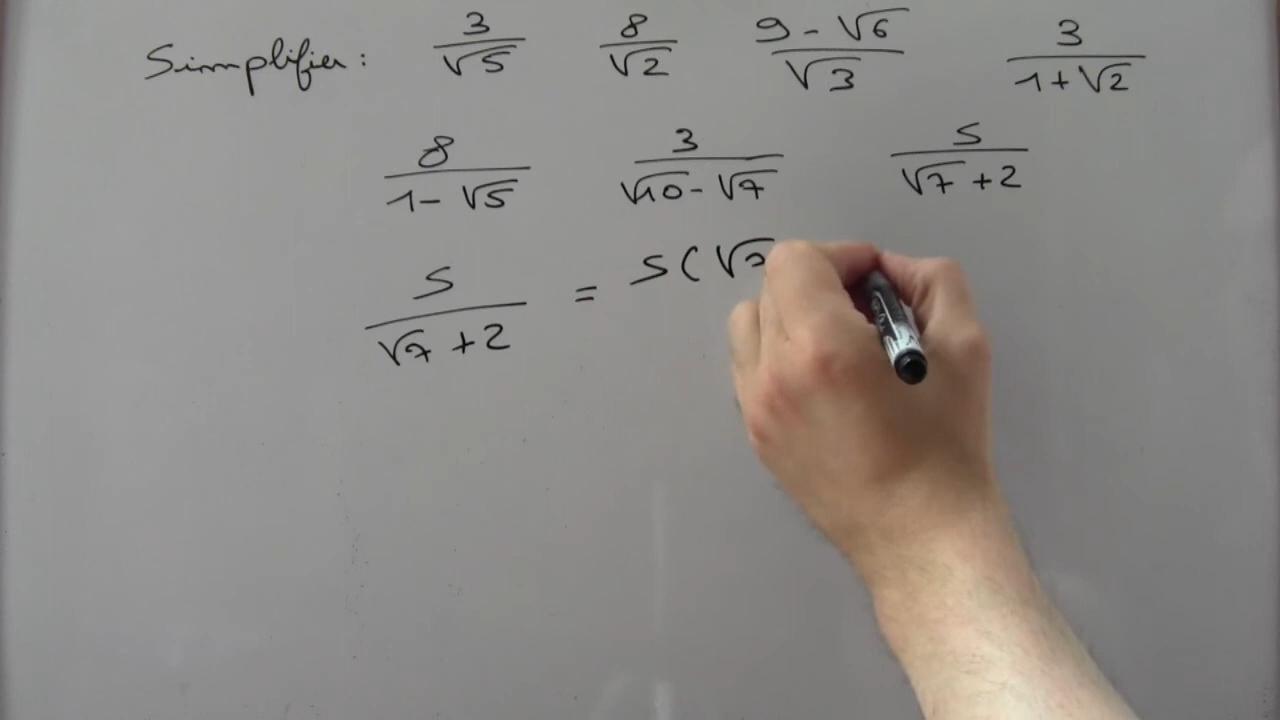 Simplifier : 3/√5 8/√2 9-√6/√3 3/1+√2
8/1-√5 3/√10-√7 5/√7+2
5/√7+2 = 5(√7